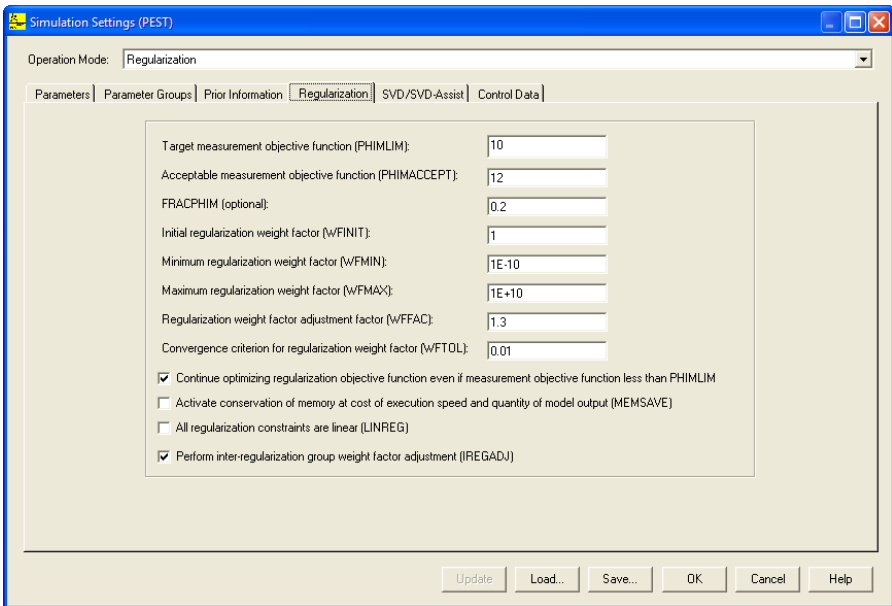 Simulation Settings (PEST)
Operation Mode: Regularization
Parameters Parameter Groups Prior Information Regularization SVD/SVD-Assist Control Data
Target measurement objective function (PHIMLIM): 10
Acceptable measurement objective function (PHIMACCEPT): 12
FRACPHIM (optional): 0.2
Initial regularization weight factor (WFINIT): 1
Minimum regularization weight factor (WFMIN): 1E-10
Maximum regularization weight factor (WFMAX): 1E+10
Regularization weight factor adjustment factor (WFFAC): 1.3
Convergence criterion for regularization weight factor (WFTOL): 0.01
Continue optimizing regularization objective function even if measurement objective function less than PHIMLIM
Activate conservation of memory at cost of execution speed and quantity of model output (MEMSAVE)
All regularization constraints are linear (LINREG)
Perform inter-regularization group weight factor adjustment (IREGADJ)
Update Load... Save... OK Cancel Help